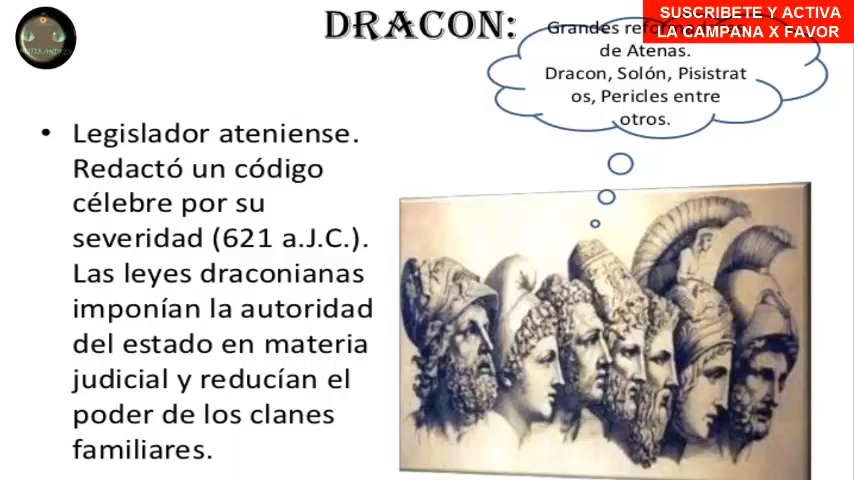 DRACON:
SUSCRIBETE Y ACTIVA
LA CAMPANA X FAVOR
Grandes
de Atenas.
Dracon, Solón, Pisistrat
os, Pericles entre
otros.
• Legislador ateniense.
Redactó un código
célebre por su
severidad (621 a.J.C.).
Las leyes draconianas
imponían la autoridad
del estado en materia
judicial y reducían el
poder de los clanes
familiares.